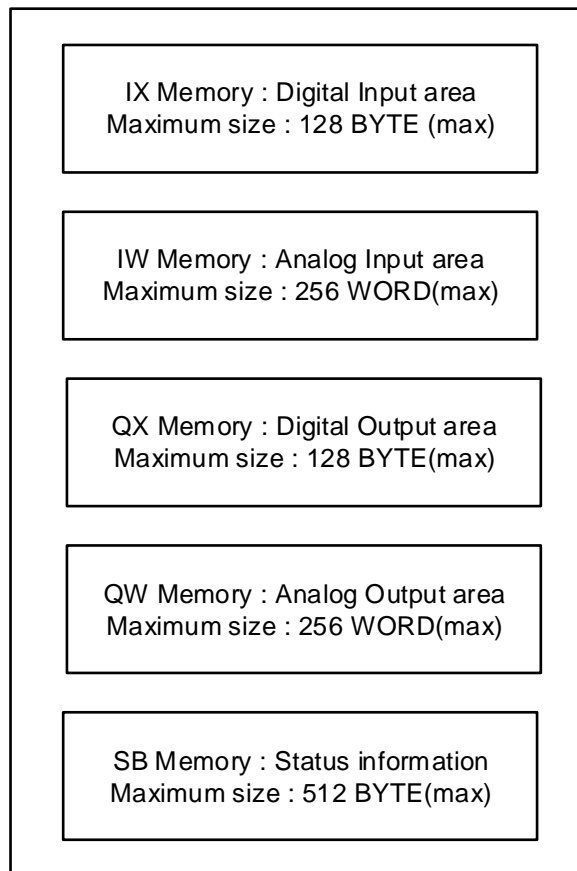 IX Memory : Digital Input area
Maximum size : 128 BYTE (max)
IW Memory : Analog Input area
Maximum size : 256 WORD(max)
QX Memory : Digital Output area
Maximum size : 128 BYTE(max)
QW Memory : Analog Output area
Maximum size : 256 WORD(max)
SB Memory : Status information
Maximum size : 512 BYTE(max)